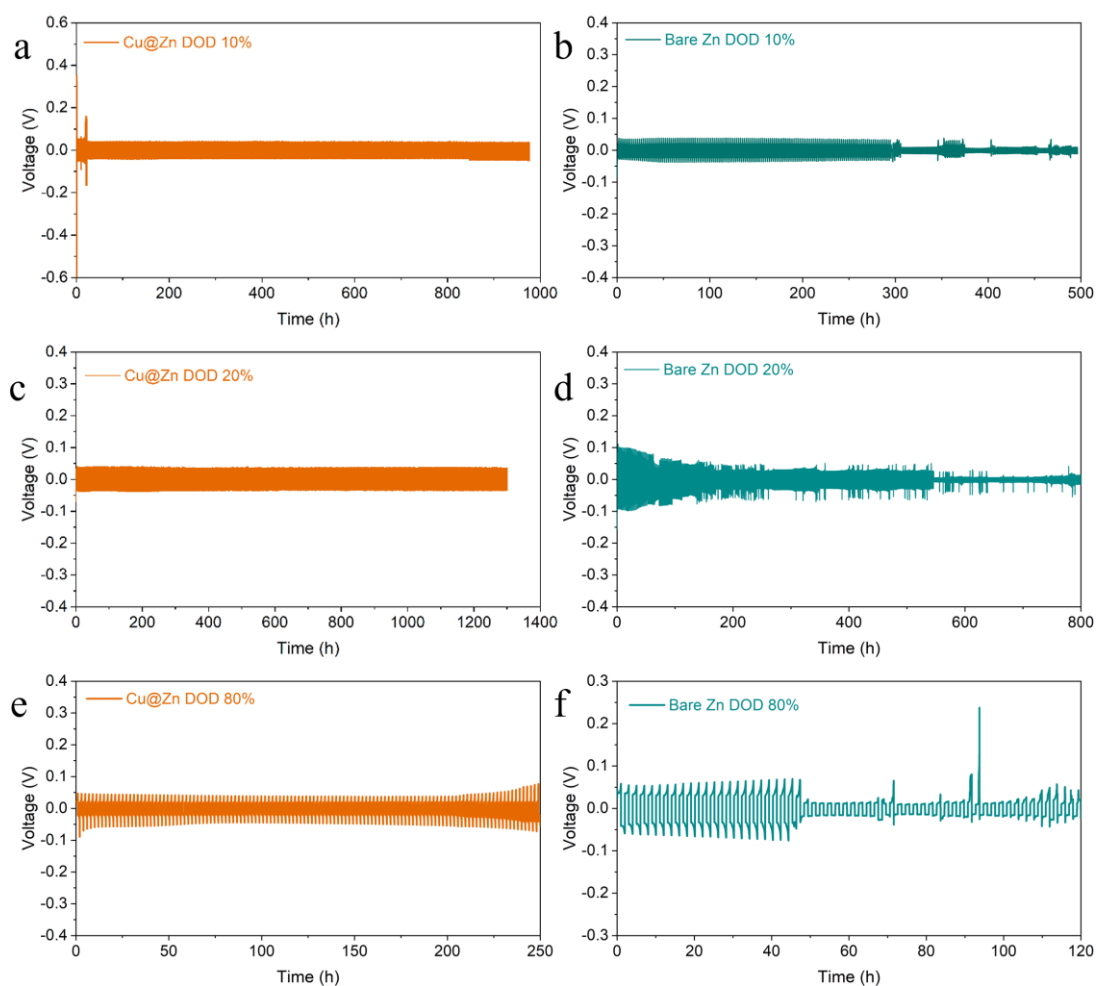 a
Cu@Zn DOD 10%
Voltage (V)
0.6
0.4
0.2
0.0
-0.2
-0.4
-0.6
0 200 400 600 800 1000
Time (h)
b
Bare Zn DOD 10%
Voltage (V)
0.4
0.3
0.2
0.1
0.0
-0.1
-0.2
-0.3
-0.4
0 100 200 300 400 500
Time (h)
c
Cu@Zn DOD 20%
Voltage (V)
0.4
0.3
0.2
0.1
0.0
-0.1
-0.2
-0.3
-0.4
0 200 400 600 800 1000 1200 1400
Time (h)
d
Bare Zn DOD 20%
Voltage (V)
0.4
0.3
0.2
0.1
0.0
-0.1
-0.2
-0.3
-0.4
0 200 400 600 800
Time (h)
e
Cu@Zn DOD 80%
Voltage (V)
0.4
0.3
0.2
0.1
0.0
-0.1
-0.2
-0.3
-0.4
0 50 100 150 200 250
Time (h)
f
Bare Zn DOD 80%
Voltage (V)
0.3
0.2
0.1
0.0
-0.1
0.2
0.3
0 20 40 60 80 100 120
Time (h)